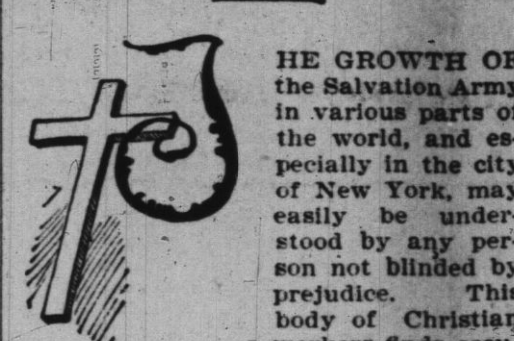 THE GROWTH OF
the Salvation Army
in various parts of
the world, and es-
pecially in the city
of New York, may
easily be under-
stood by any per-
son not blinded by
prejudice. This
body of Christian